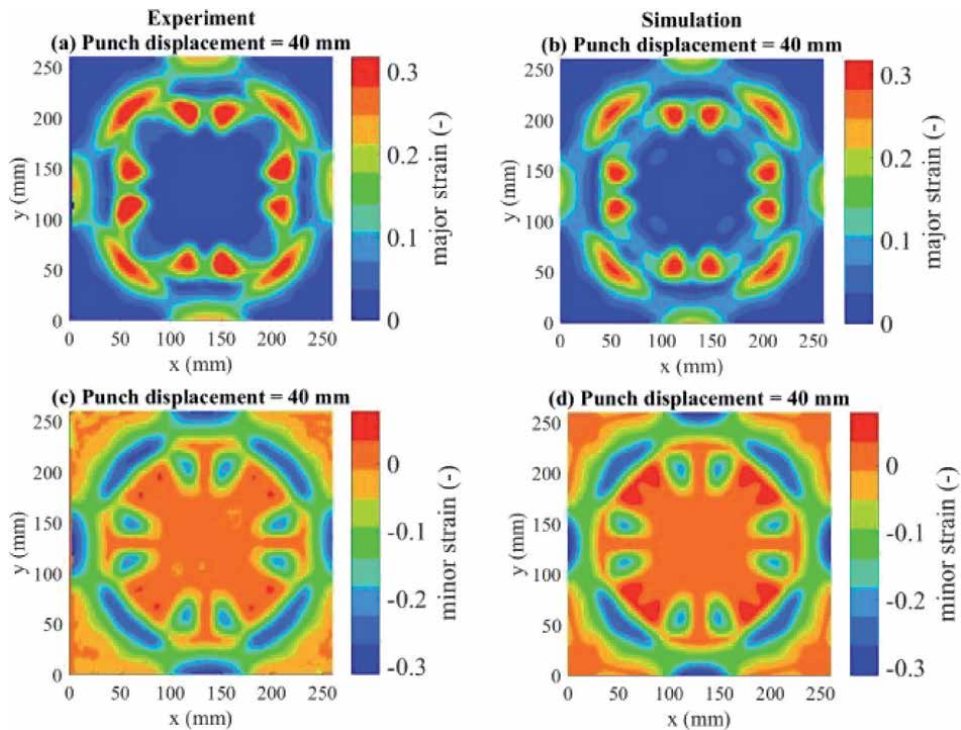 Experiment
Simulation
(a) Punch displacement = 40 mm
(b) Punch displacement = 40 mm
250
200
150
100
50
0
y (mm)
0 50 100 150 200 250
x (mm)
0.3
0.2
0.1
0
major strain (-)
250
200
150
100
50
0
y (mm)
0 50 100 150 200 250
x (mm)
0.3
0.2
0.1
0
major strain (-)
(c) Punch displacement = 40 mm
(d) Punch displacement = 40 mm
250
200
150
100
50
0
y (mm)
0 50 100 150 200 250
x (mm)
0
-0.1
-0.2
-0.3
minor strain (-)
250
200
150
100
50
0
y (mm)
0 50 100 150 200 250
x (mm)
0
-0.1
-0.2
-0.3
minor strain (-)